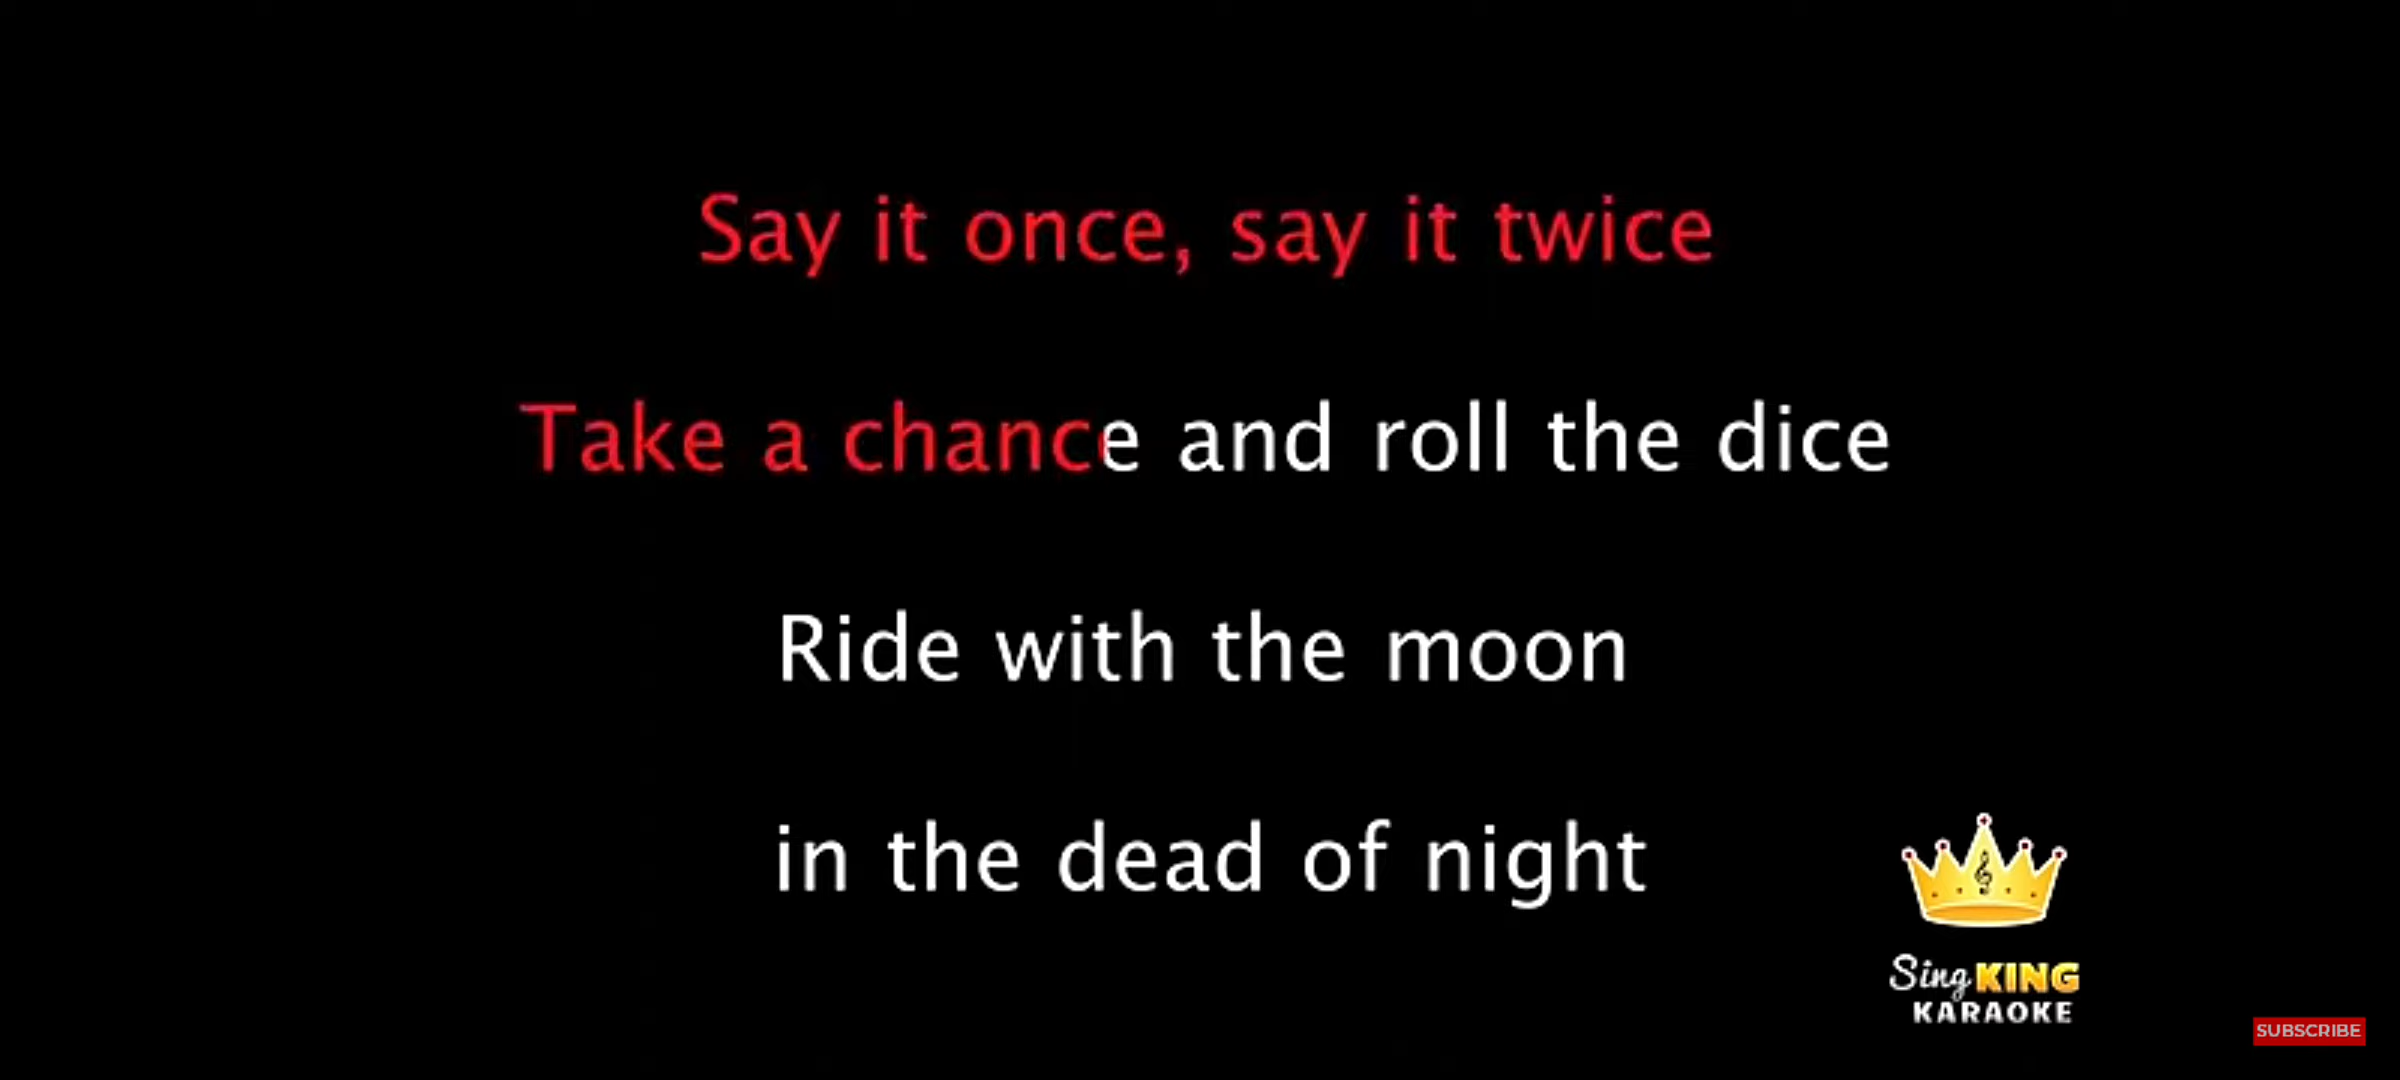 Say it once, say it twice
Take a chance and roll the dice
Ride with the moon
in the dead of night
Sing KING
KARAOKE
SUBSCRIBE